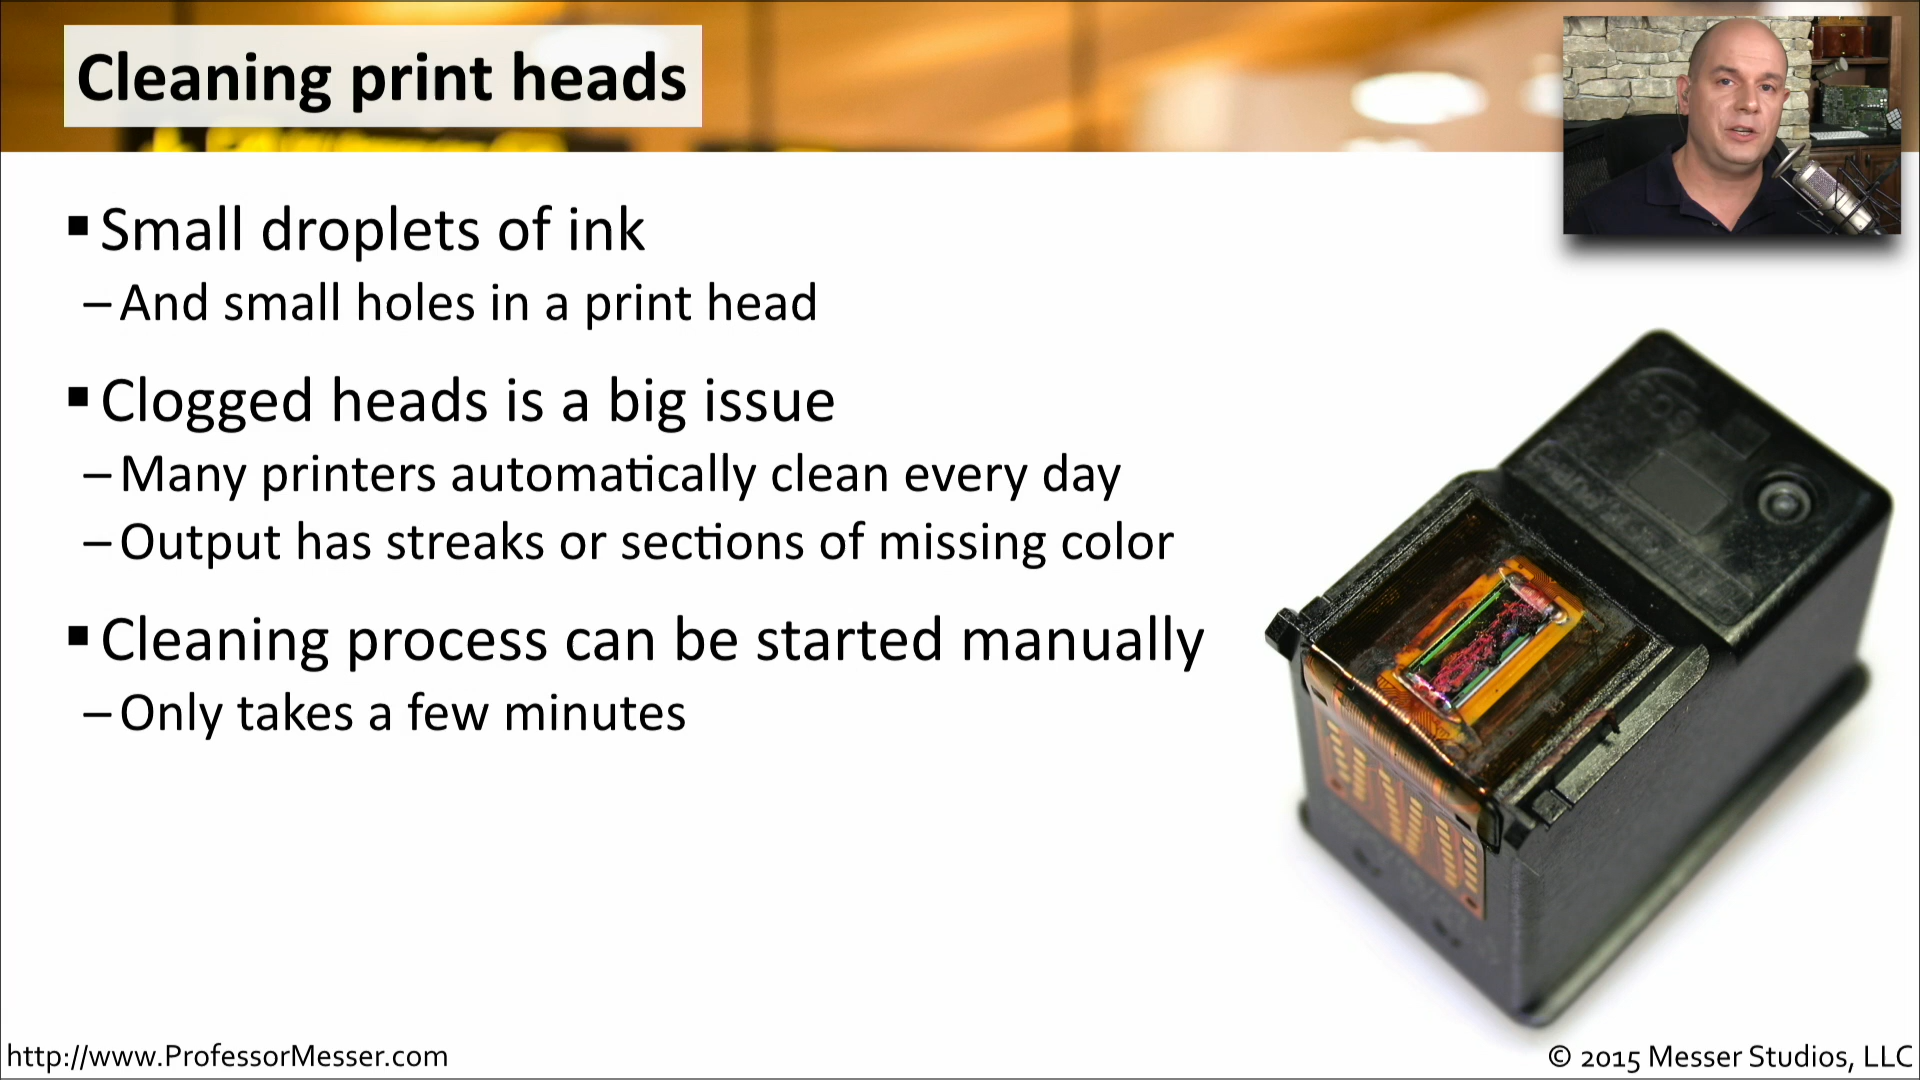 Cleaning print heads
▪ Small droplets of ink
– And small holes in a print head
▪ Clogged heads is a big issue
– Many printers automatically clean every day
– Output has streaks or sections of missing color
▪ Cleaning process can be started manually
– Only takes a few minutes
http://www.ProfessorMesser.com
© 2015 Messer Studios, LLC